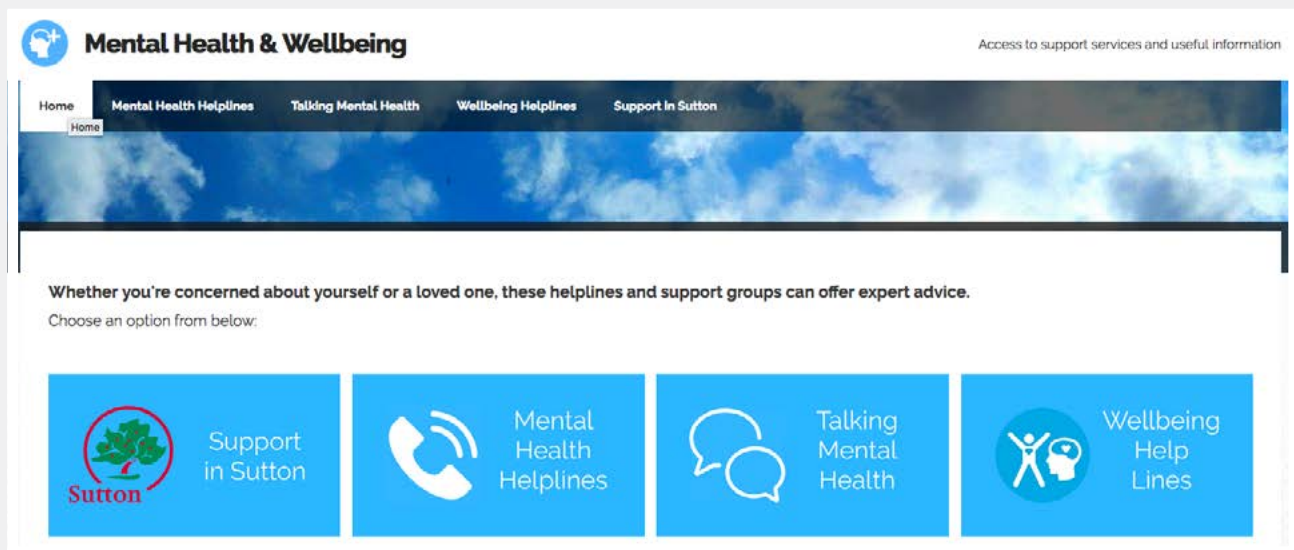 Mental Health & Wellbeing
Access to support services and useful information
Home Mental Health Helplines Talking Mental Health Wellbeing Helplines Support in Sutton
Home
Whether you're concerned about yourself or a loved one, these helplines and support groups can offer expert advice.
Choose an option from below:
Sutton
Support
in Sutton
Mental
Health
Helplines
Talking
Mental
Health
Wellbeing
Help
Lines